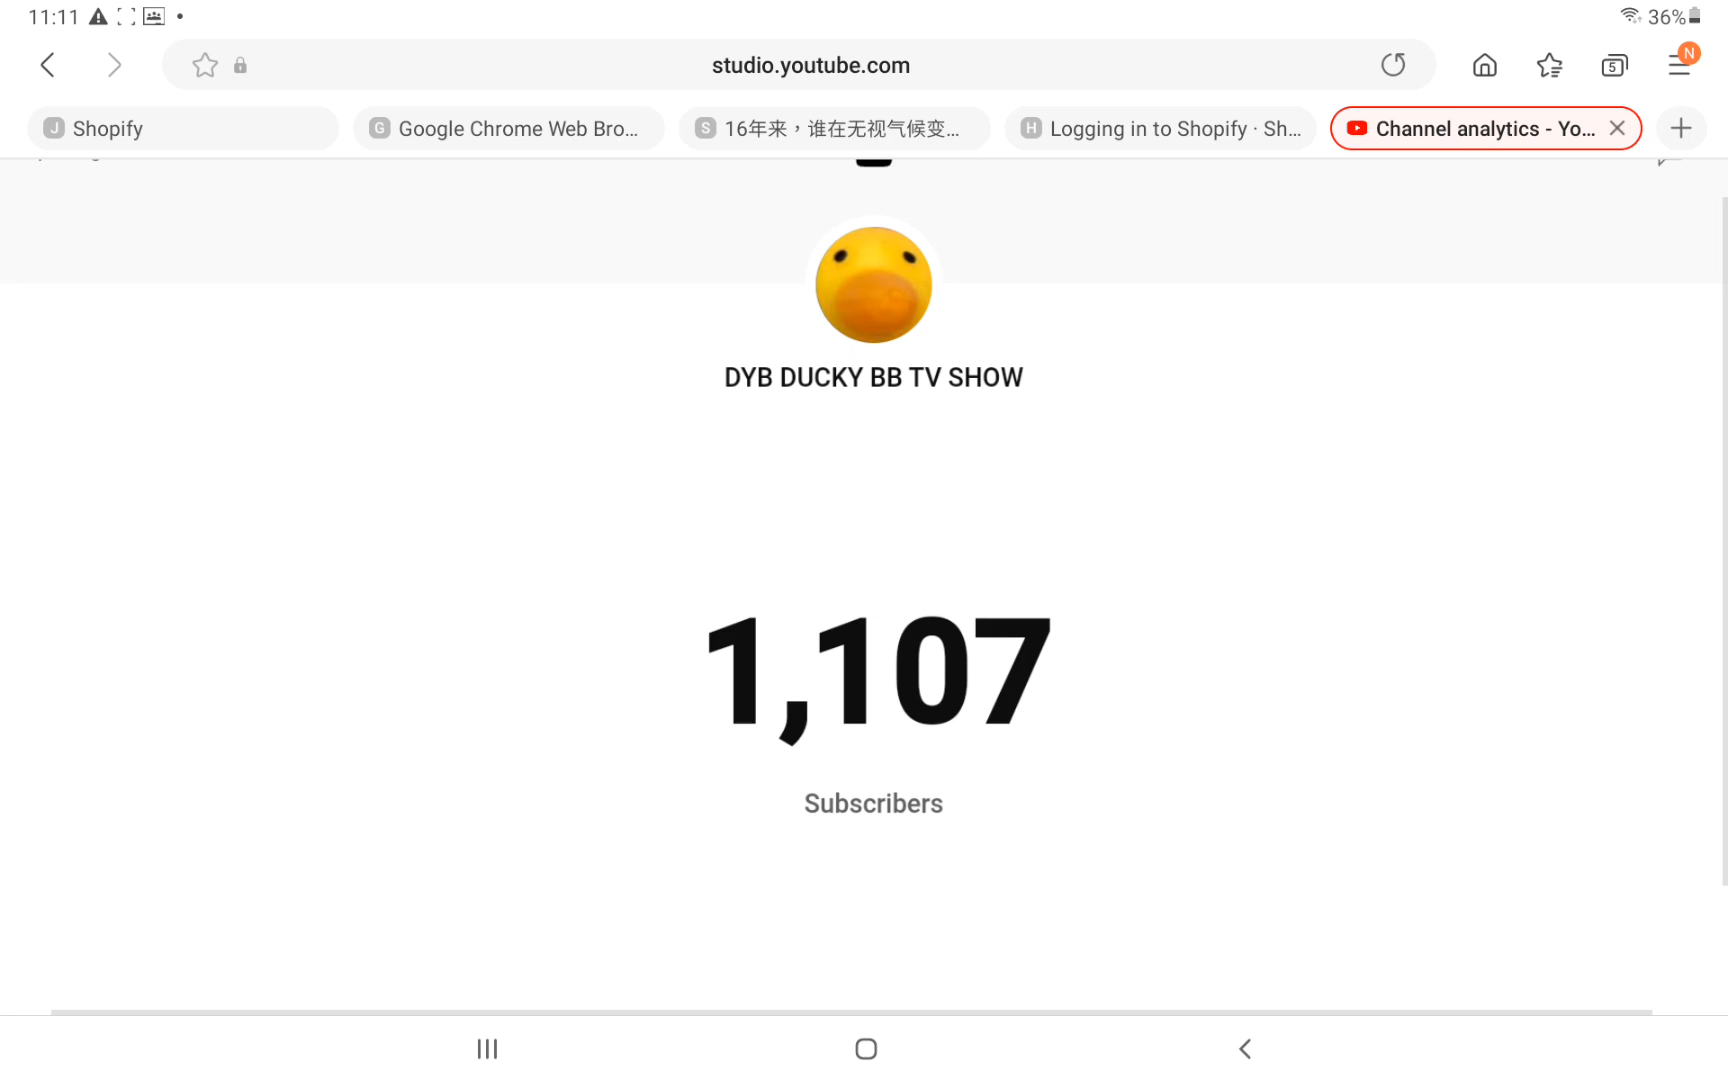 11:11
36%
studio.youtube.com
5
N
J Shopify
G Google Chrome Web Bro...
S 16年来，谁在无视气候变...
H Logging in to Shopify · Sh...
Channel analytics - Yo...
DYB DUCKY BB TV SHOW
1,107
Subscribers